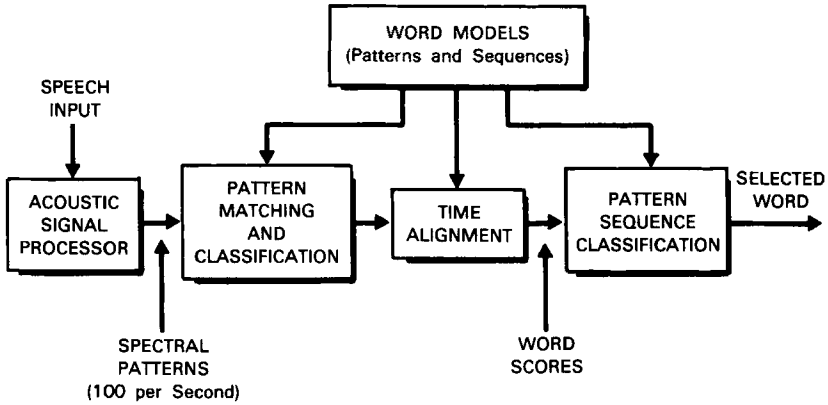 WORD MODELS
(Patterns and Sequences)
SPEECH
INPUT
ACOUSTIC
SIGNAL
PROCESSOR
PATTERN
MATCHING
AND
CLASSIFICATION
TIME
ALIGNMENT
PATTERN
SEQUENCE
CLASSIFICATION
SELECTED
WORD
SPECTRAL
PATTERNS
(100 per Second)
WORD
SCORES